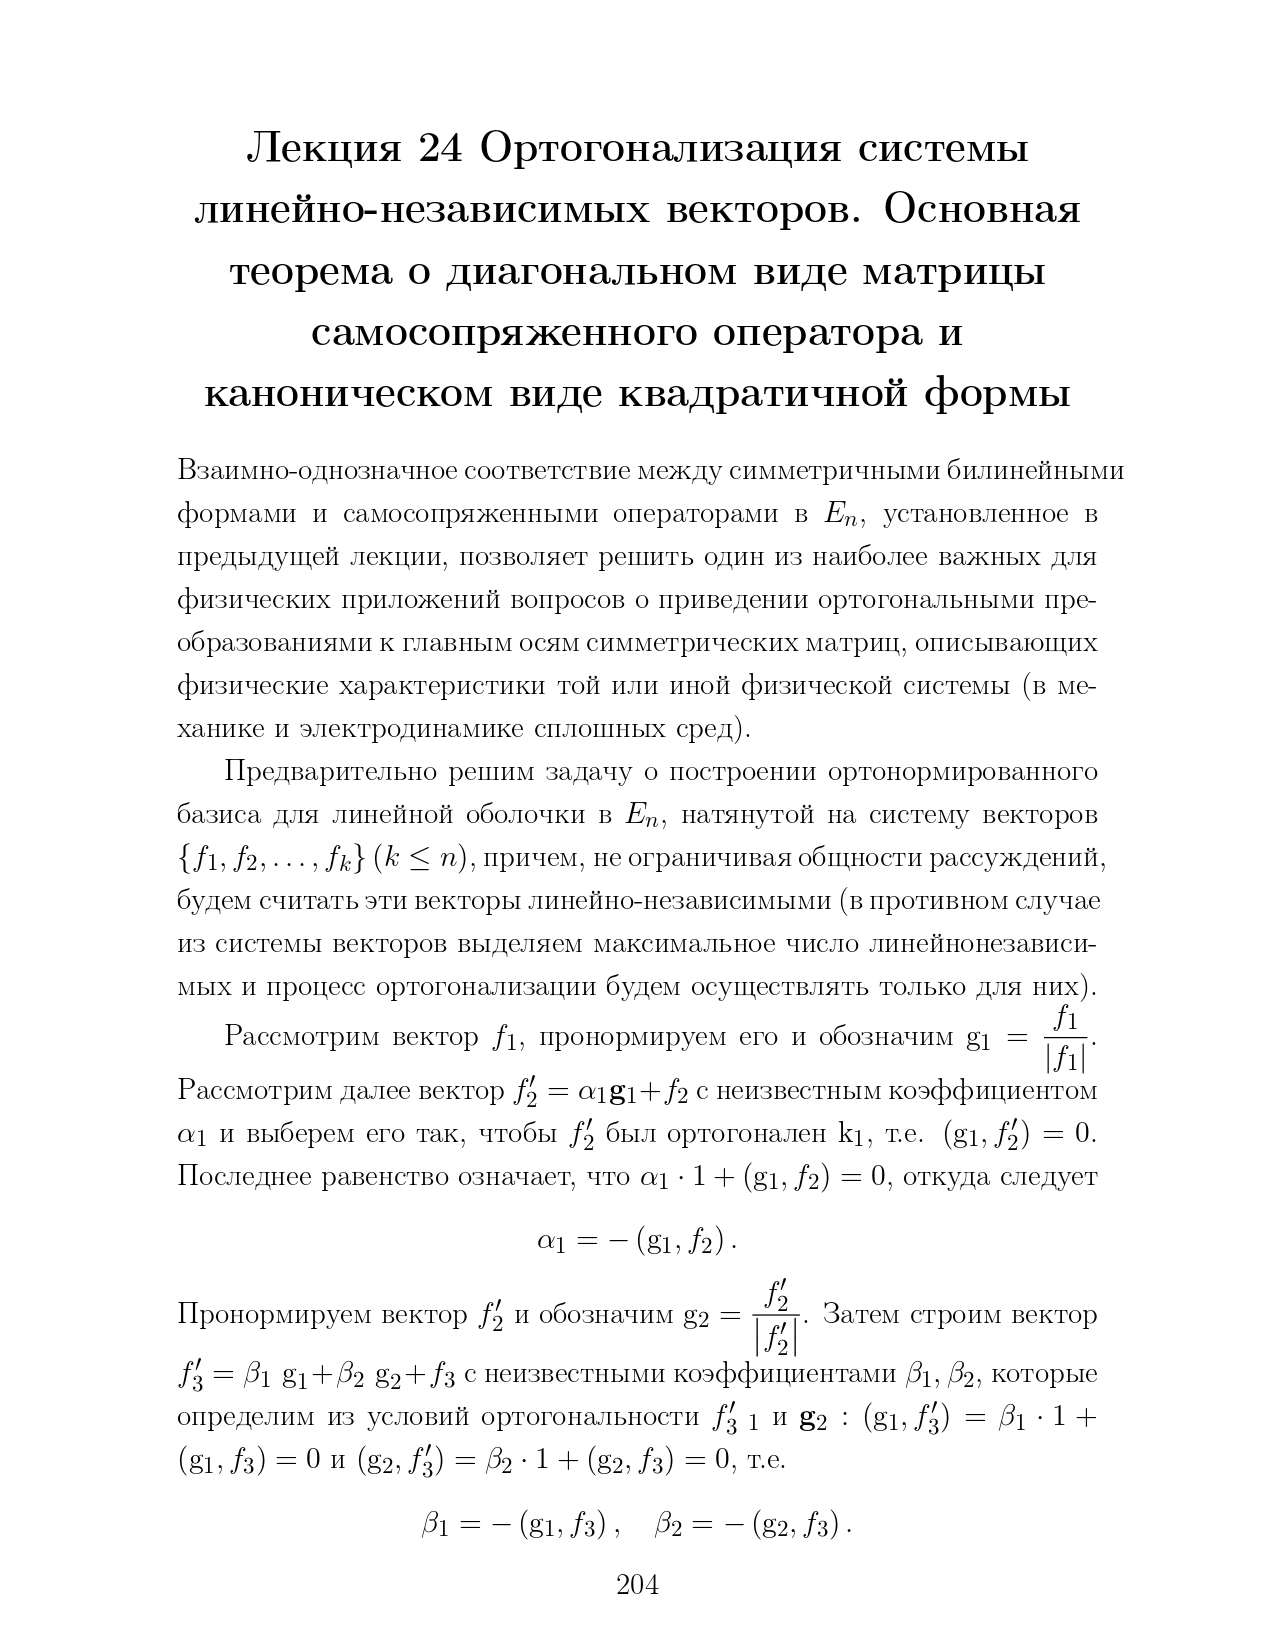 Лекция 24 Ортогонализация системы
линейно-независимых векторов. Основная
теорема о диагональном виде матрицы
самосопряженного оператора и
каноническом виде квадратичной формы
Взаимно-однозначное соответствие между симметричными билинейными
формами и самосопряженными операторами в $E_n$, установленное в
предыдущей лекции, позволяет решить один из наиболее важных для
физических приложений вопросов о приведении ортогональными пре-
образованиями к главным осям симметрических матриц, описывающих
физические характеристики той или иной физической системы (в ме-
ханике и электродинамике сплошных сред).
Предварительно решим задачу о построении ортонормированного
базиса для линейной оболочки в $E_n$, натянутой на систему векторов
$\{f_1, f_2, \ldots, f_k\}\,(k \leq n)$, причем, не ограничивая общности рассуждений,
будем считать эти векторы линейно-независимыми (в противном случае
из системы векторов выделяем максимальное число линейнонезависи-
мых и процесс ортогонализации будем осуществлять только для них).
Рассмотрим вектор $f_1$, пронормируем его и обозначим $\mathrm{g}_1 = \dfrac{f_1}{|f_1|}$.
Рассмотрим далее вектор $f_2' = \alpha_1 \mathbf{g}_1 + f_2$ с неизвестным коэффициентом
$\alpha_1$ и выберем его так, чтобы $f_2'$ был ортогонален $\mathrm{k}_1$, т.е. $(\mathrm{g}_1, f_2') = 0$.
Последнее равенство означает, что $\alpha_1 \cdot 1 + (\mathrm{g}_1, f_2) = 0$, откуда следует
$\alpha_1 = -(\mathrm{g}_1, f_2).$
Пронормируем вектор $f_2'$ и обозначим $\mathrm{g}_2 = \dfrac{f_2'}{|f_2'|}$. Затем строим вектор
$f_3' = \beta_1\ \mathrm{g}_1 + \beta_2\ \mathrm{g}_2 + f_3$ с неизвестными коэффициентами $\beta_1, \beta_2$, которые
определим из условий ортогональности $f_3'\ {}_1$ и $\mathbf{g}_2$ : $(\mathrm{g}_1, f_3') = \beta_1 \cdot 1 +$
$(\mathrm{g}_1, f_3) = 0$ и $(\mathrm{g}_2, f_3') = \beta_2 \cdot 1 + (\mathrm{g}_2, f_3) = 0$, т.е.
$\beta_1 = -(\mathrm{g}_1, f_3), \quad \beta_2 = -(\mathrm{g}_2, f_3).$
204